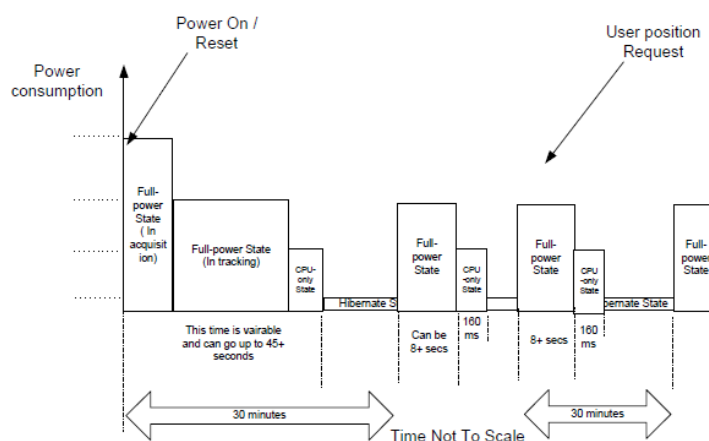 Power On /
Reset
User position
Request
Power
consumption
Full-
power
State
( In
acquisit
ion)
Full-power State
(In tracking)
CPU-
only
State
Hibernate S
Full-
power
State
CPU
-only
State
Full-
power
State
CPU
-only
State
bernate State
Full-
power
State
This time is vairable
and can go up to 45+
seconds
Can be
8+ secs
160
ms
8+ secs
160
ms
30 minutes
30 minutes
Time Not To Scale